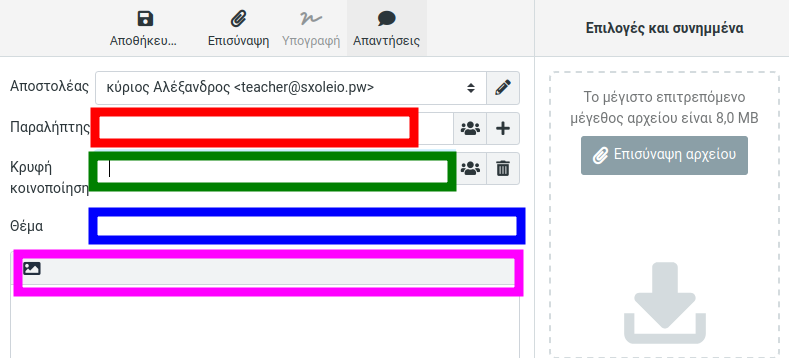 Αποθήκευ...
Επισύναψη
Υπογραφή
Απαντήσεις
Επιλογές και συνημμένα
Αποστολέας
κύριος Αλέξανδρος <teacher@sxoleio.pw>
Παραλήπτης
Κρυφή
κοινοποίηση
Θέμα
Το μέγιστο επιτρεπόμενο
μέγεθος αρχείου είναι 8,0 MB
Επισύναψη αρχείου